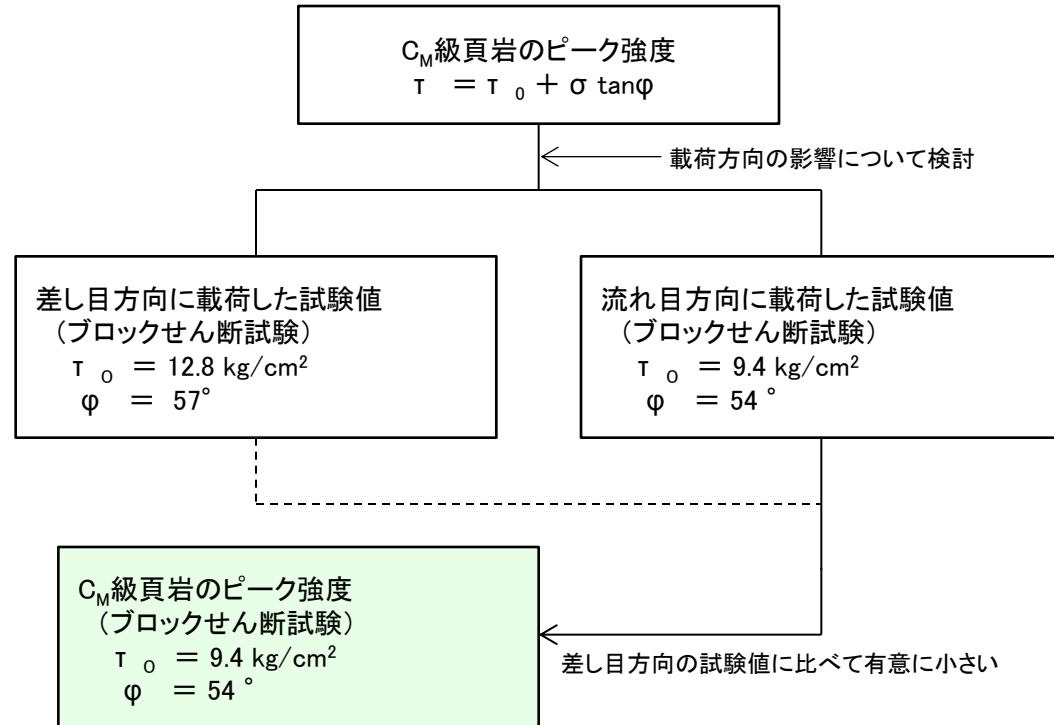 CM級頁岩のピーク強度
τ ＝ τ 0 ＋ σ tanφ
載荷方向の影響について検討
差し目方向に載荷した試験値
（ブロックせん断試験）
τ 0 ＝ 12.8 kg/cm2
φ ＝ 57°
流れ目方向に載荷した試験値
（ブロックせん断試験）
τ 0 ＝ 9.4 kg/cm2
φ ＝ 54 °
CM級頁岩のピーク強度
（ブロックせん断試験）
τ 0 ＝ 9.4 kg/cm2
φ ＝ 54 °
差し目方向の試験値に比べて有意に小さい